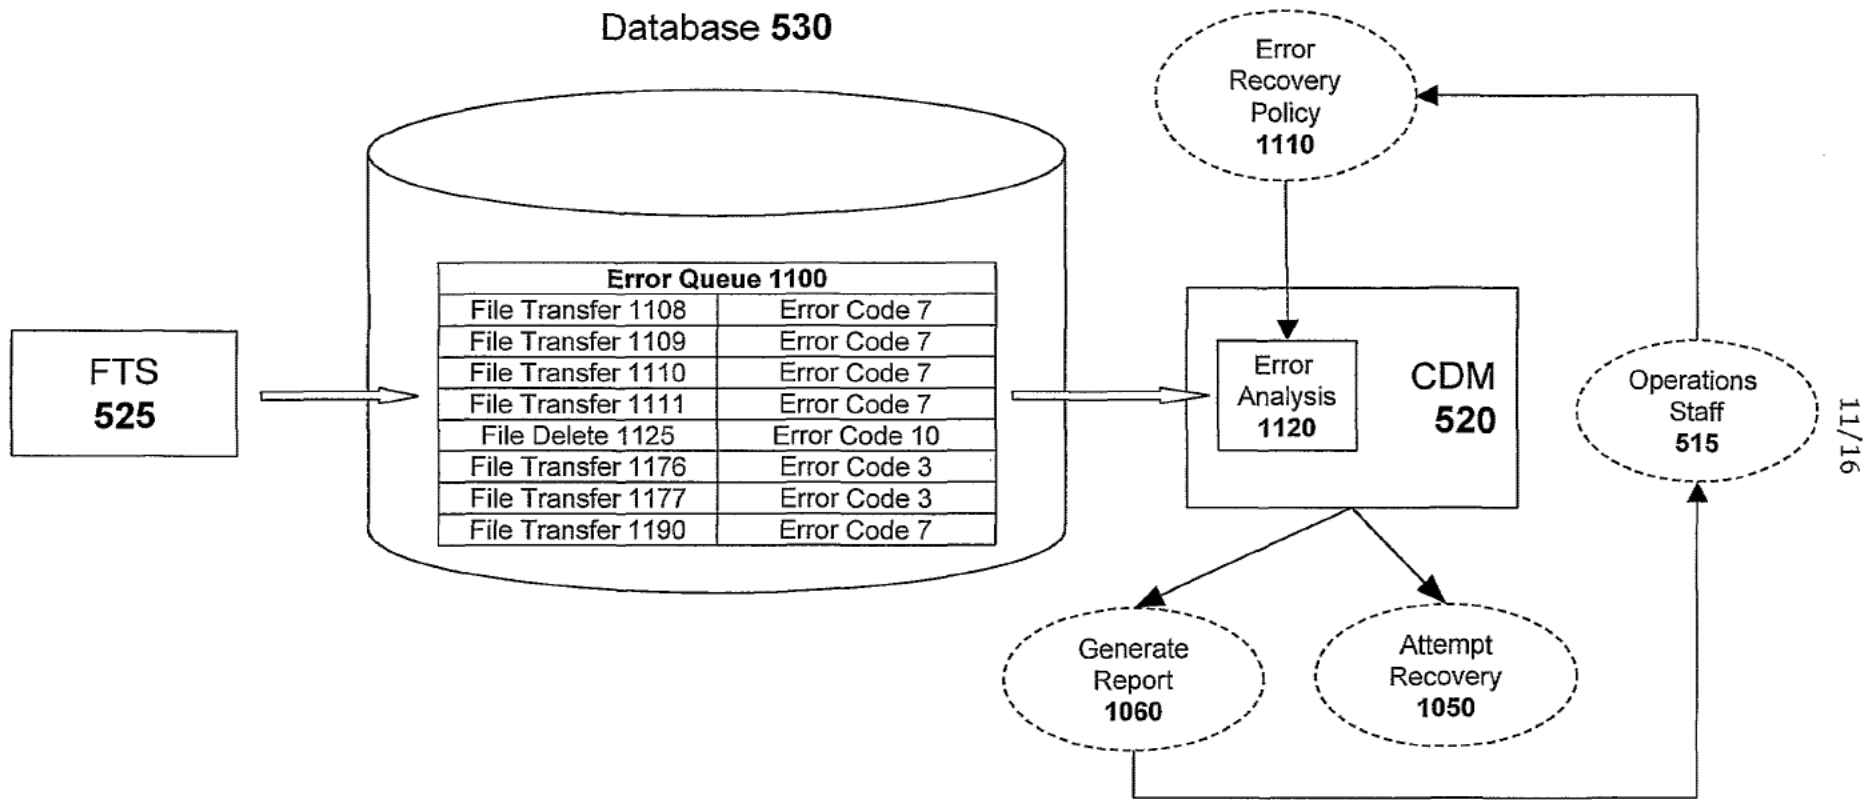 Database 530
Error
Recovery
Policy
1110
FTS
525
Error Queue 1100
File Transfer 1108 Error Code 7
File Transfer 1109 Error Code 7
File Transfer 1110 Error Code 7
File Transfer 1111 Error Code 7
File Delete 1125 Error Code 10
File Transfer 1176 Error Code 3
File Transfer 1177 Error Code 3
File Transfer 1190 Error Code 7
Error
Analysis
1120
CDM
520
Operations
Staff
515
11/16
Generate
Report
1060
Attempt
Recovery
1050